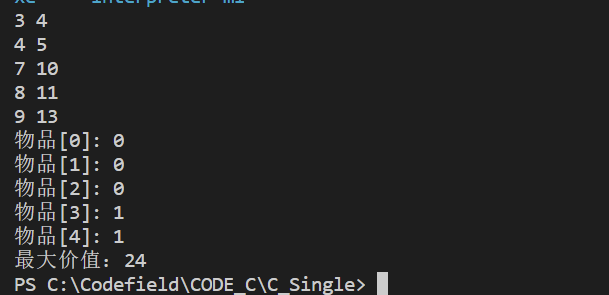 3 4
4 5
7 10
8 11
9 13
物品[0]: 0
物品[1]: 0
物品[2]: 0
物品[3]: 1
物品[4]: 1
最大价值：24
PS C:\Codefield\CODE_C\C_Single>